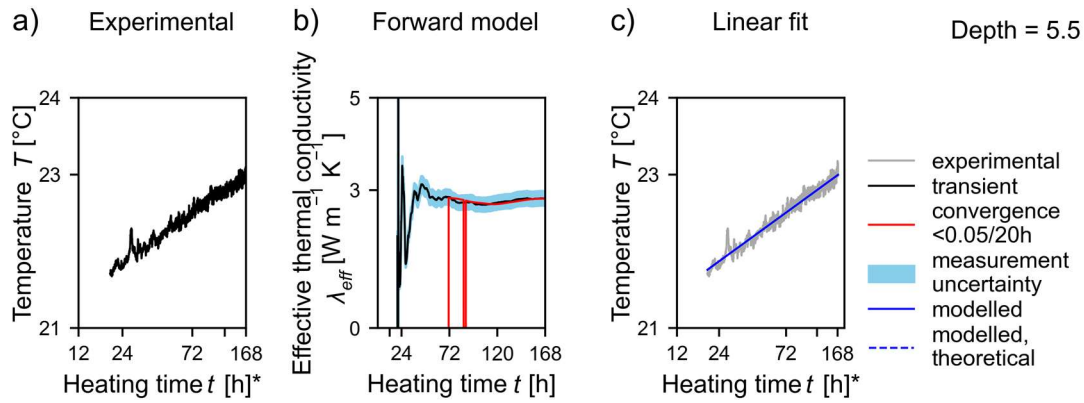 a) Experimental
b) Forward model
c) Linear fit
Depth = 5.5
Temperature T [°C]
24
23
21
12 24 72 168
Heating time t [h]*
Effective thermal conductivity
λeff [W m⁻¹ K⁻¹]
5
3
0
24 72 120 168
Heating time t [h]
Temperature T [°C]
24
23
21
12 24 72 168
Heating time t [h]*
experimental
transient
convergence
<0.05/20h
measurement
uncertainty
modelled
modelled,
theoretical